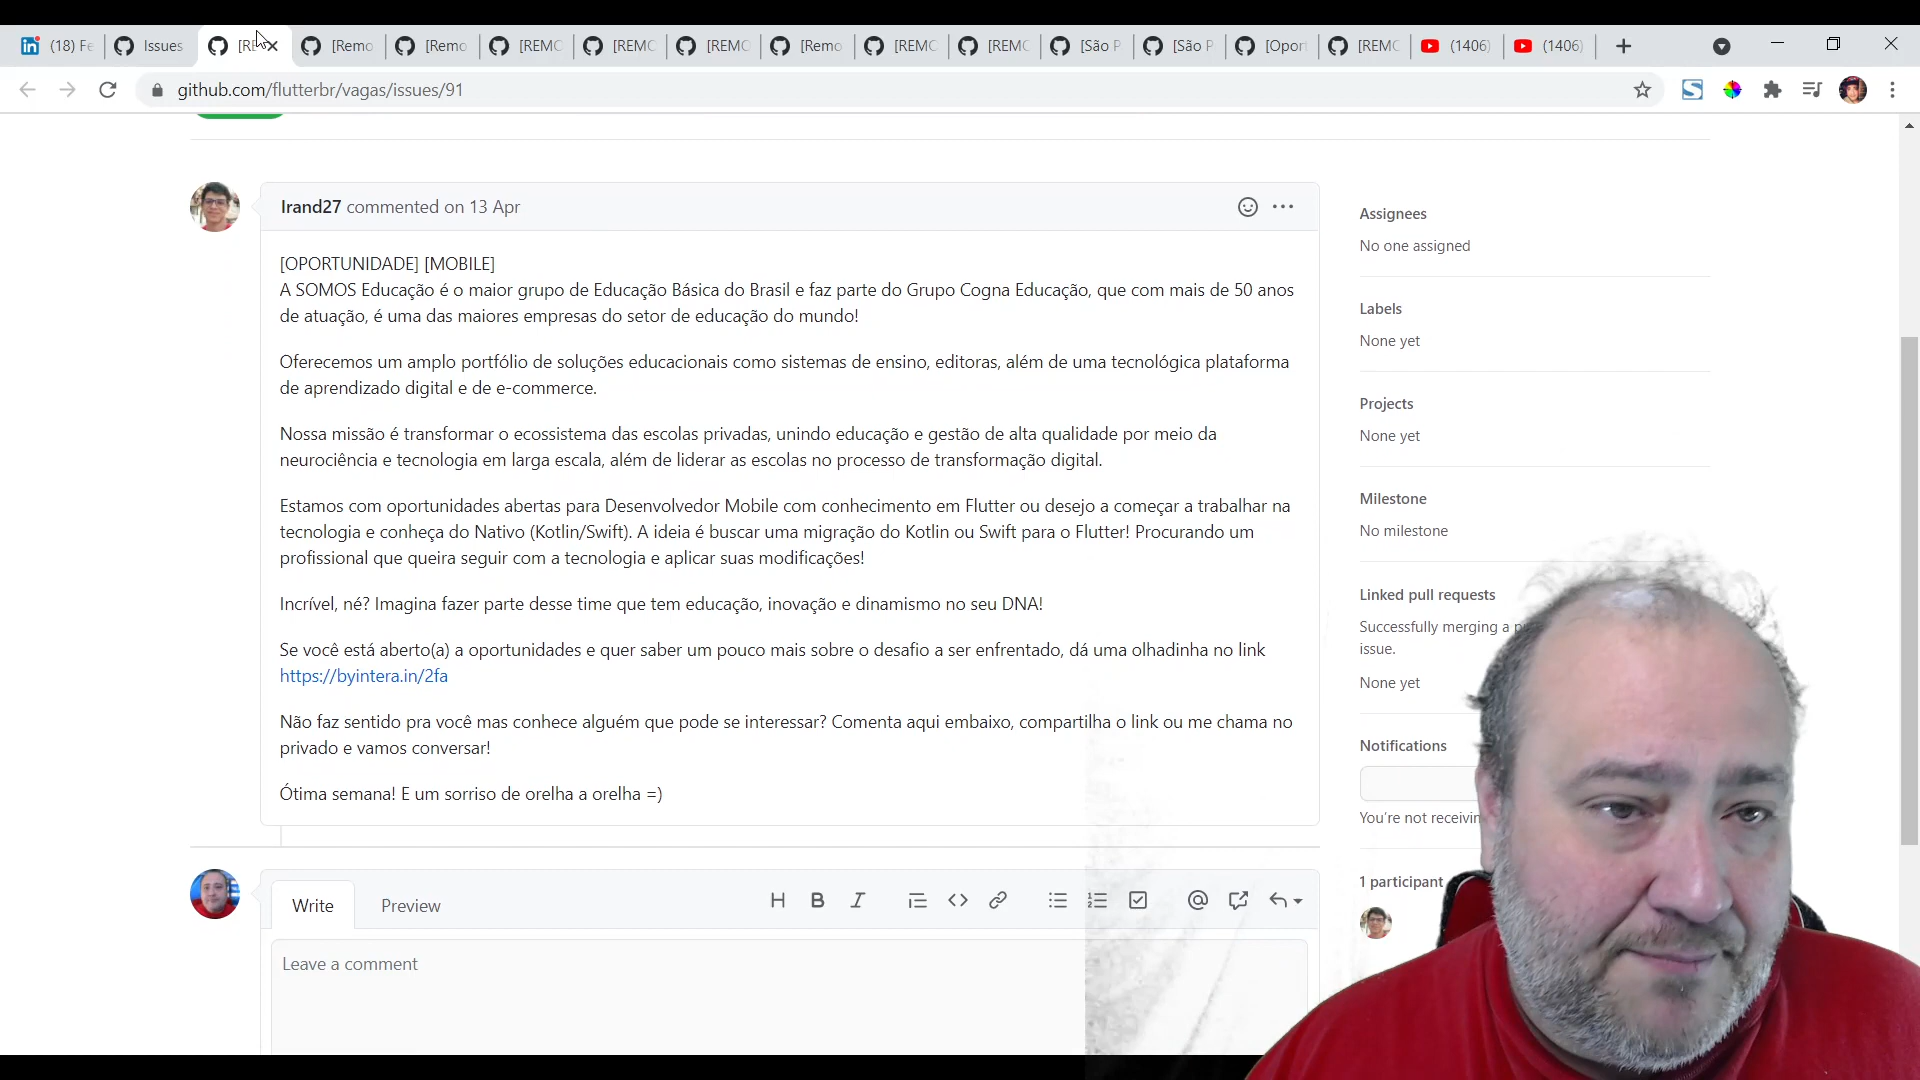 (18) Fe
Issues
[RE
[Remo
[Remo
[REMO
[REMO
[REMO
[Remo
[REMO
[REMO
[São P
[São P
[Oport
[REMO
(1406)
(1406)
github.com/flutterbr/vagas/issues/91
Irand27 commented on 13 Apr
[OPORTUNIDADE] [MOBILE]
A SOMOS Educação é o maior grupo de Educação Básica do Brasil e faz parte do Grupo Cogna Educação, que com mais de 50 anos
de atuação, é uma das maiores empresas do setor de educação do mundo!
Oferecemos um amplo portfólio de soluções educacionais como sistemas de ensino, editoras, além de uma tecnológica plataforma
de aprendizado digital e de e-commerce.
Nossa missão é transformar o ecossistema das escolas privadas, unindo educação e gestão de alta qualidade por meio da
neurociência e tecnologia em larga escala, além de liderar as escolas no processo de transformação digital.
Estamos com oportunidades abertas para Desenvolvedor Mobile com conhecimento em Flutter ou desejo a começar a trabalhar na
tecnologia e conheça do Nativo (Kotlin/Swift). A ideia é buscar uma migração do Kotlin ou Swift para o Flutter! Procurando um
profissional que queira seguir com a tecnologia e aplicar suas modificações!
Incrível, né? Imagina fazer parte desse time que tem educação, inovação e dinamismo no seu DNA!
Se você está aberto(a) a oportunidades e quer saber um pouco mais sobre o desafio a ser enfrentado, dá uma olhadinha no link
https://byintera.in/2fa
Não faz sentido pra você mas conhece alguém que pode se interessar? Comenta aqui embaixo, compartilha o link ou me chama no
privado e vamos conversar!
Ótima semana! E um sorriso de orelha a orelha =)
Write
Preview
Leave a comment
Assignees
No one assigned
Labels
None yet
Projects
None yet
Milestone
No milestone
Linked pull requests
Successfully merging a
issue.
None yet
Notifications
You're not receivin
1 participant